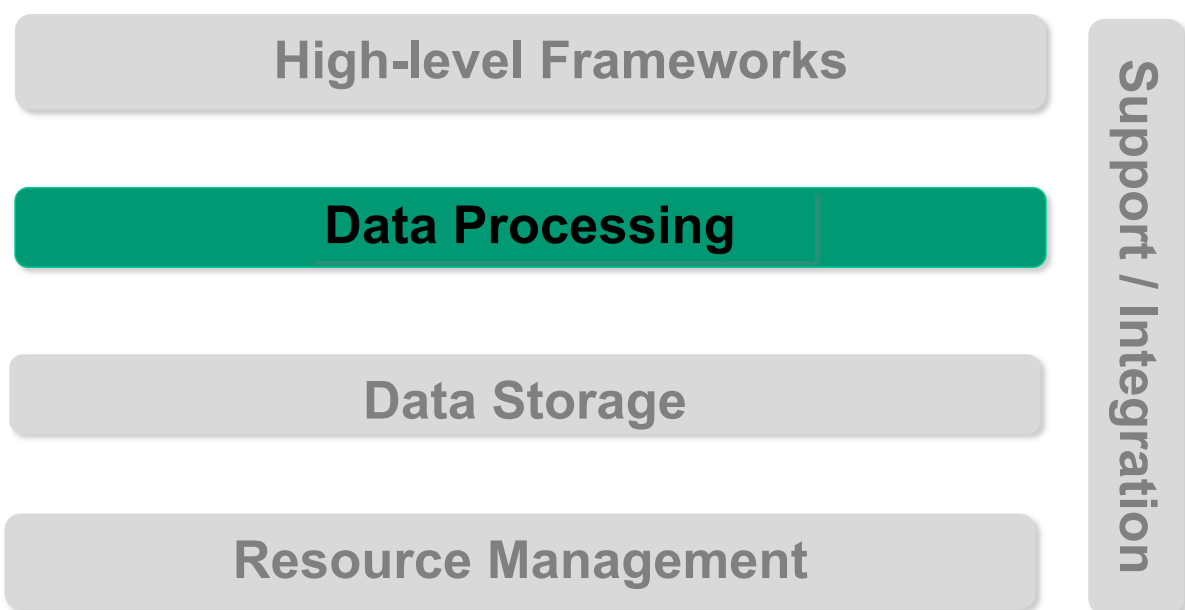 High-level Frameworks
Data Processing
Data Storage
Resource Management
Support / Integration